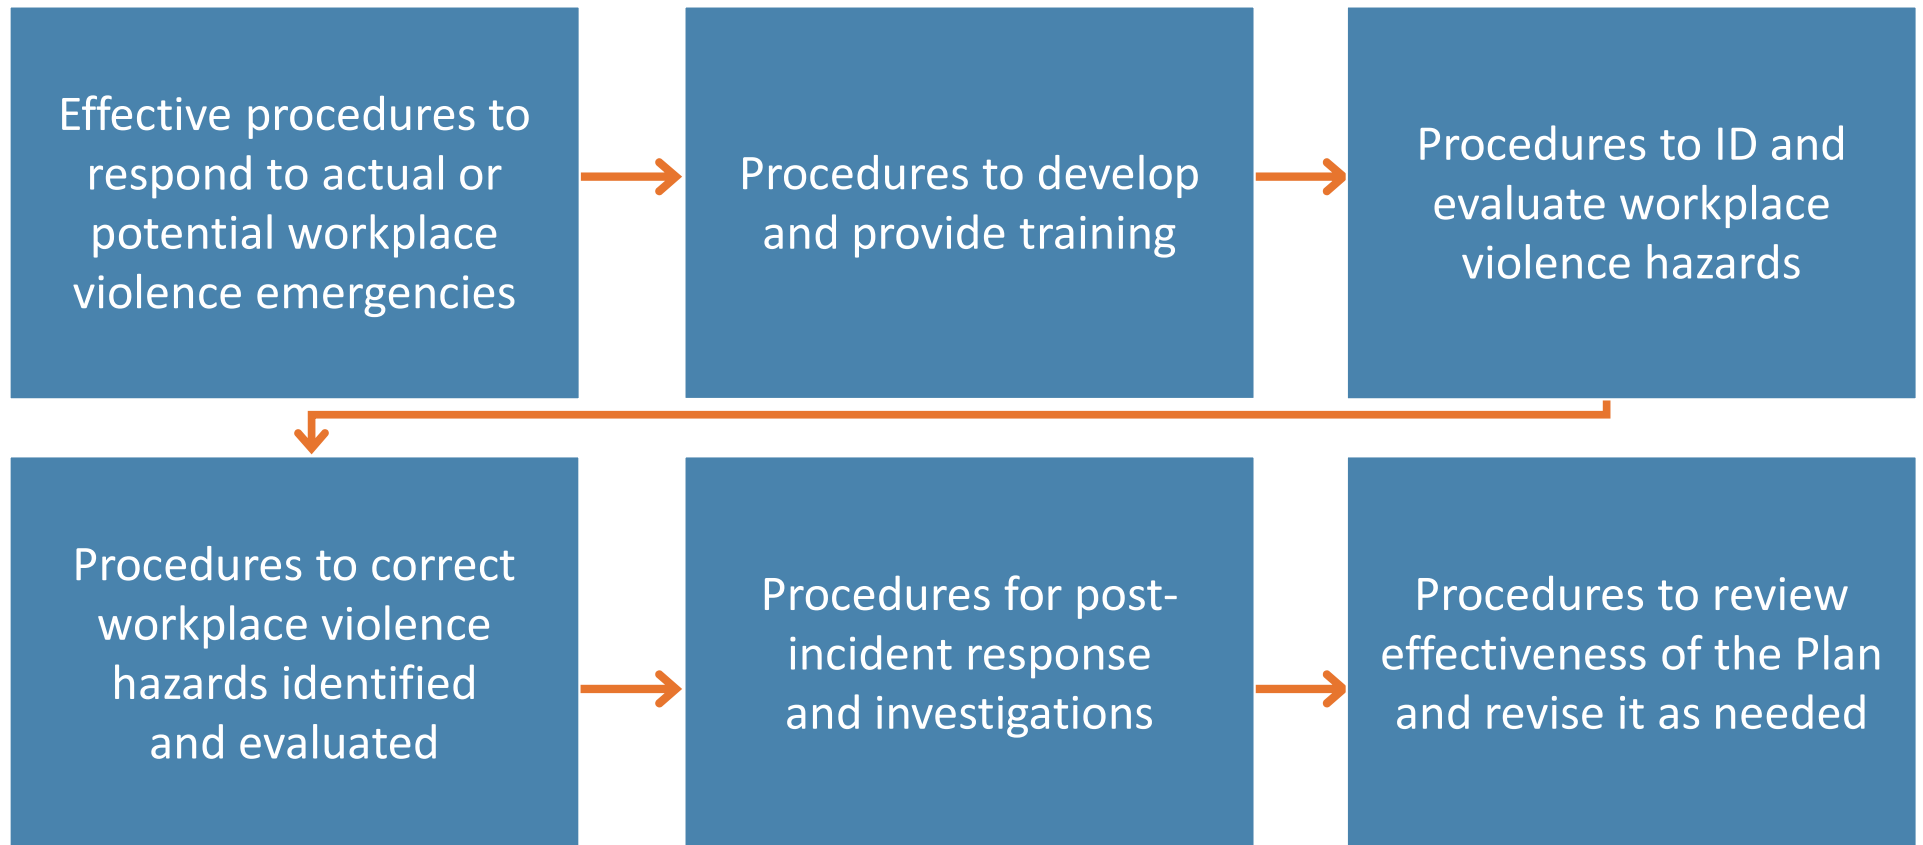 Effective procedures to
respond to actual or
potential workplace
violence emergencies
Procedures to develop
and provide training
Procedures to ID and
evaluate workplace
violence hazards
Procedures to correct
workplace violence
hazards identified
and evaluated
Procedures for post-
incident response
and investigations
Procedures to review
effectiveness of the Plan
and revise it as needed